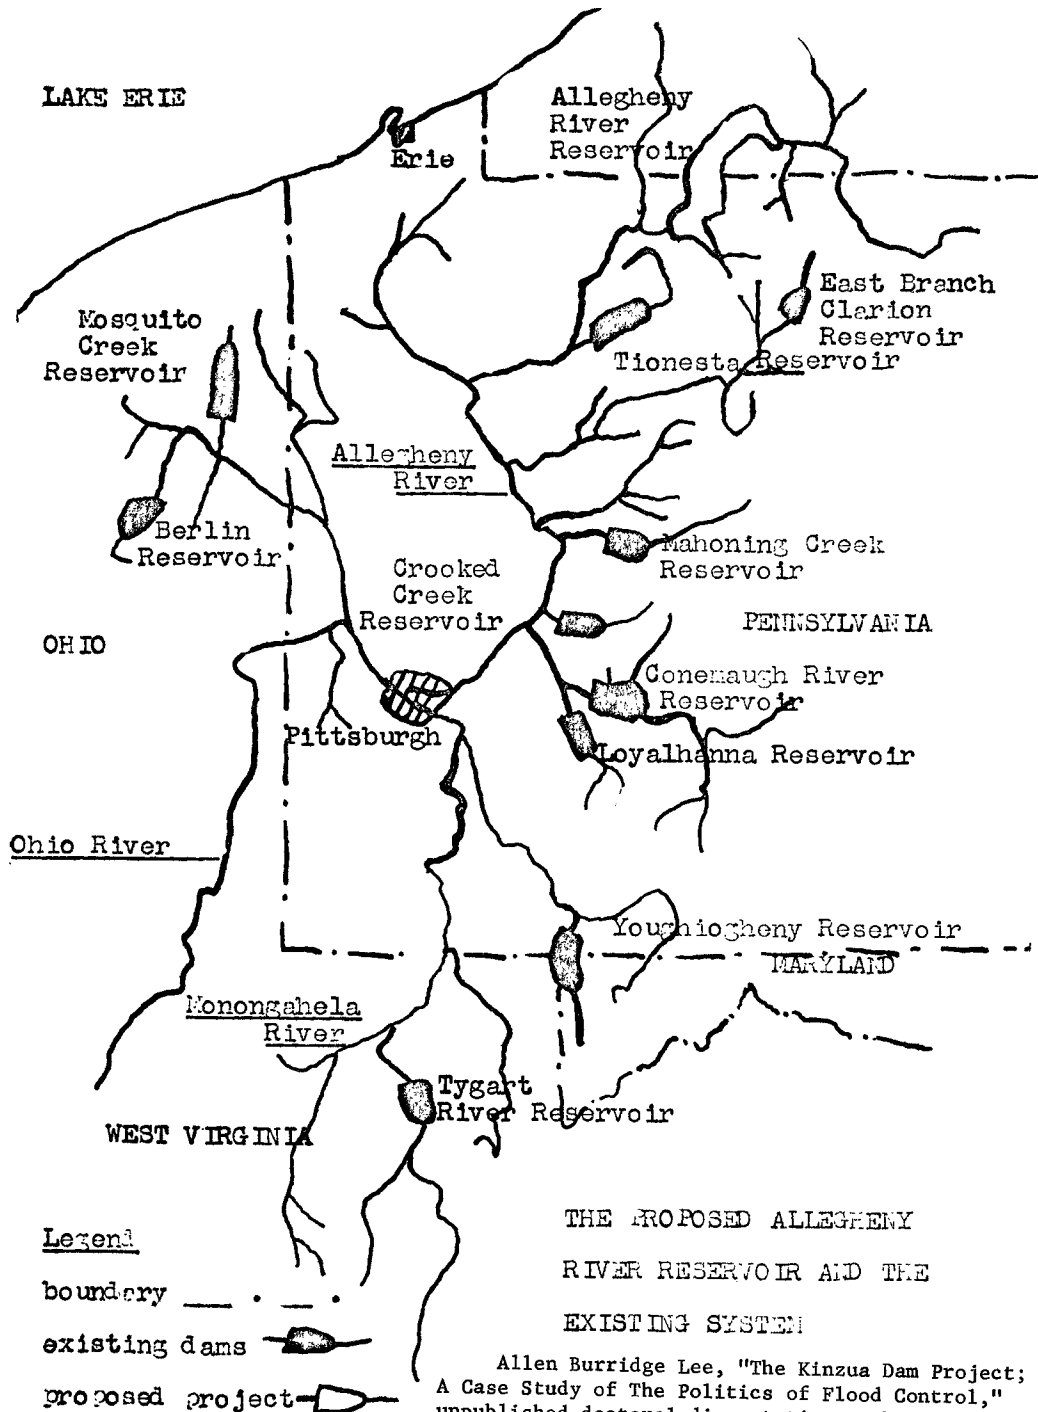 LAKE ERIE
Erie
Allegheny
River
Reservoir
Mosquito
Creek
Reservoir
East Branch
Clarion
Reservoir
Tionesta Reservoir
Allegheny
River
Berlin
Reservoir
Mahoning Creek
Reservoir
Crooked
Creek
Reservoir
PENNSYLVANIA
OHIO
Conemaugh River
Reservoir
Pittsburgh
Loyalhanna Reservoir
Ohio River
Youghiogheny Reservoir
MARYLAND
Monongahela
River
Tygart
River Reservoir
WEST VIRGINIA
Legend
boundary
existing dams
proposed project
THE PROPOSED ALLEGHENY
RIVER RESERVOIR AND THE
EXISTING SYSTEM
Allen Burridge Lee, "The Kinzua Dam Project;
A Case Study of The Politics of Flood Control,"